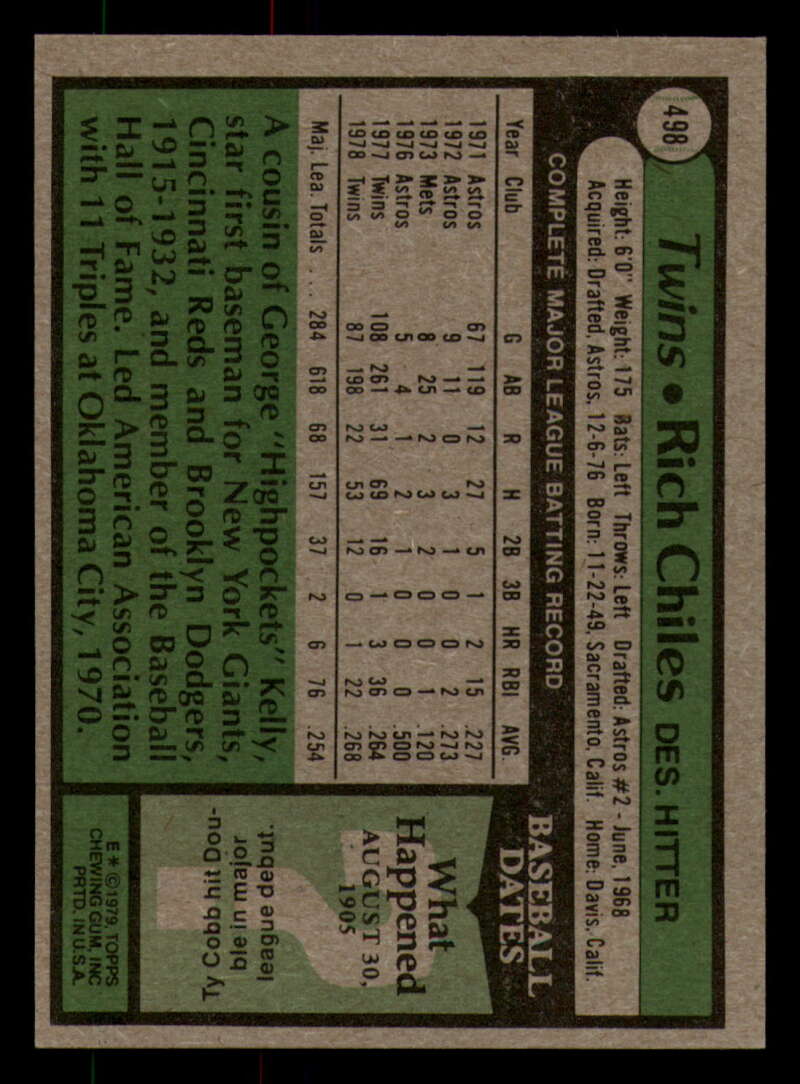 498
Twins • Rich Chiles DES. HITTER
Height: 6'0" Weight: 175 Bats: Left Throws: Left Drafted: Astros #2 - June, 1968
Acquired: Drafted, Astros, 12-6-76 Born: 11-22-49, Sacramento, Calif. Home: Davis, Calif.
COMPLETE MAJOR LEAGUE BATTING RECORD
Year Club G AB R H 2B 3B HR RBI AVG
1971 Astros 67 119 12 27 5 1 2 15 .227
1972 Astros 9 11 0 3 1 0 0 2 .273
1973 Mets 8 25 2 3 2 0 0 1 .120
1976 Astros 5 4 1 2 1 0 0 0 .500
1977 Twins 108 261 31 69 16 1 3 36 .264
1978 Twins 87 198 22 53 12 0 1 22 .268
Maj. Lea. Totals . . . 284 618 68 157 37 2 6 76 .254
A cousin of George "Highpockets" Kelly,
star first baseman for New York Giants,
Cincinnati Reds and Brooklyn Dodgers,
1915-1932, and member of the Baseball
Hall of Fame. Led American Association
with 11 Triples at Oklahoma City, 1970.
BASEBALL
DATES
What
Happened
AUGUST 30,
1905
Ty Cobb hit Dou-
ble in major
league debut.
E * ©1979, TOPPS
CHEWING GUM, INC
PRTD. IN U.S.A.